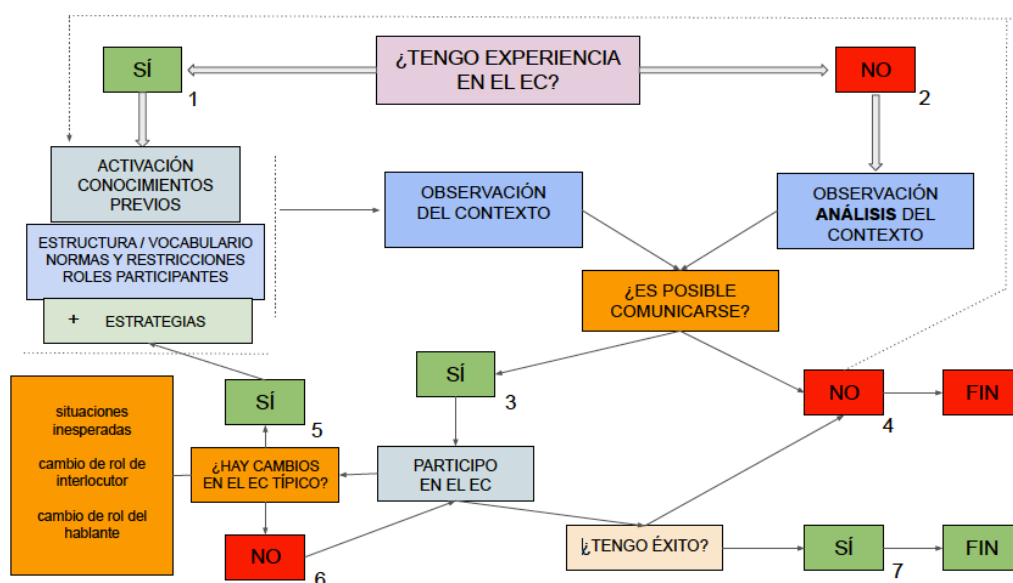 ¿TENGO EXPERIENCIA
EN EL EC?
SÍ
1
NO
2
ACTIVACIÓN
CONOCIMIENTOS
PREVIOS
ESTRUCTURA / VOCABULARIO
NORMAS Y RESTRICCIONES
ROLES PARTICIPANTES
+ ESTRATEGIAS
OBSERVACIÓN
DEL CONTEXTO
OBSERVACIÓN
ANÁLISIS DEL
CONTEXTO
¿ES POSIBLE
COMUNICARSE?
SÍ
3
NO
4
FIN
situaciones
inesperadas
cambio de rol de
interlocutor
cambio de rol del
hablante
SÍ
5
¿HAY CAMBIOS
EN EL EC TÍPICO?
NO
6
PARTICIPO
EN EL EC
¿TENGO ÉXITO?
SÍ
7
FIN